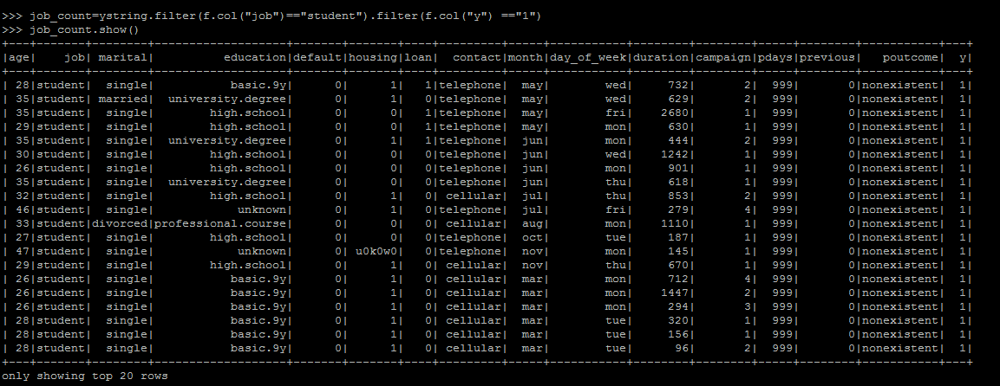 >>> job_count=ystring.filter(f.col("job")=="student").filter(f.col("y") =="1")
>>> job_count.show()
+---+-------+--------+-------------------+-------+-------+----+---------+-----+-----------+--------+--------+-----+--------+-----------+---+
|age|    job| marital|          education|default|housing|loan|  contact|month|day_of_week|duration|campaign|pdays|previous|   poutcome|  y|
+---+-------+--------+-------------------+-------+-------+----+---------+-----+-----------+--------+--------+-----+--------+-----------+---+
| 28|student|  single|           basic.9y|      0|      1|   1|telephone|  may|        wed|     732|       2|  999|       0|nonexistent|  1|
| 35|student| married|  university.degree|      0|      1|   0|telephone|  may|        wed|     629|       2|  999|       0|nonexistent|  1|
| 35|student|  single|        high.school|      0|      0|   1|telephone|  may|        fri|    2680|       1|  999|       0|nonexistent|  1|
| 29|student|  single|        high.school|      0|      0|   0|telephone|  may|        mon|     630|       1|  999|       0|nonexistent|  1|
| 35|student|  single|  university.degree|      0|      1|   1|telephone|  jun|        mon|     444|       2|  999|       0|nonexistent|  1|
| 30|student|  single|        high.school|      0|      1|   0|telephone|  jun|        wed|    1242|       1|  999|       0|nonexistent|  1|
| 26|student|  single|        high.school|      0|      1|   0|telephone|  jun|        mon|     901|       1|  999|       0|nonexistent|  1|
| 35|student|  single|  university.degree|      0|      0|   0|telephone|  jun|        thu|     618|       1|  999|       0|nonexistent|  1|
| 32|student|  single|        high.school|      0|      1|   0| cellular|  jul|        thu|     853|       2|  999|       0|nonexistent|  1|
| 46|student|  single|            unknown|      0|      1|   0|telephone|  jul|        fri|     279|       4|  999|       0|nonexistent|  1|
| 33|student|divorced|professional.course|      0|      0|   0| cellular|  aug|        mon|    1110|       1|  999|       0|nonexistent|  1|
| 27|student|  single|        high.school|      0|      0|   0|telephone|  oct|        tue|     187|       1|  999|       0|nonexistent|  1|
| 47|student|  single|            unknown|      0| u0k0w0|   0|telephone|  nov|        mon|     145|       1|  999|       0|nonexistent|  1|
| 29|student|  single|        high.school|      0|      1|   0| cellular|  nov|        thu|     670|       1|  999|       0|nonexistent|  1|
| 26|student|  single|           basic.9y|      0|      1|   0| cellular|  mar|        mon|     712|       4|  999|       0|nonexistent|  1|
| 26|student|  single|           basic.9y|      0|      1|   0| cellular|  mar|        mon|    1447|       2|  999|       0|nonexistent|  1|
| 26|student|  single|           basic.9y|      0|      1|   0| cellular|  mar|        mon|     294|       3|  999|       0|nonexistent|  1|
| 28|student|  single|           basic.9y|      0|      1|   0| cellular|  mar|        tue|     320|       1|  999|       0|nonexistent|  1|
| 28|student|  single|           basic.9y|      0|      1|   0| cellular|  mar|        tue|     156|       1|  999|       0|nonexistent|  1|
| 28|student|  single|           basic.9y|      0|      1|   0| cellular|  mar|        tue|      96|       2|  999|       0|nonexistent|  1|
+---+-------+--------+-------------------+-------+-------+----+---------+-----+-----------+--------+--------+-----+--------+-----------+---+
only showing top 20 rows